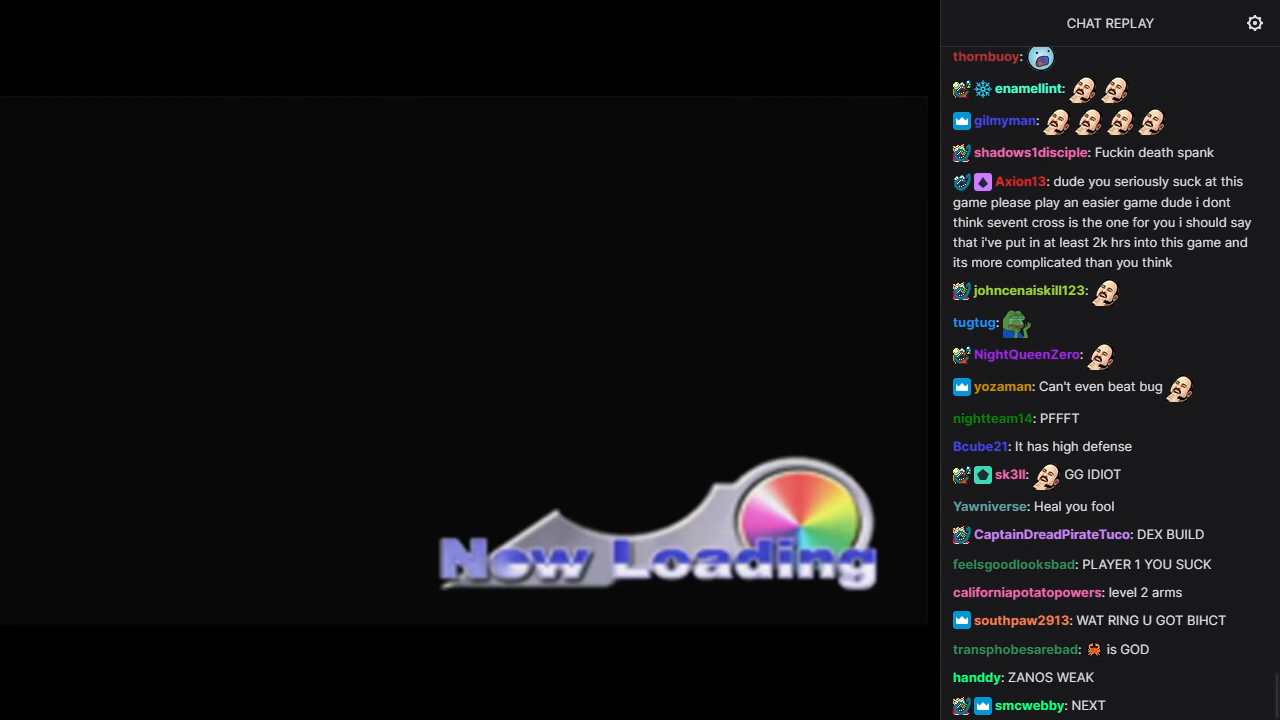 CHAT REPLAY
thornbuoy:
enamellint:
gilmyman:
shadows1disciple: Fuckin death spank
Axion13: dude you seriously suck at this
game please play an easier game dude i dont
think sevent cross is the one for you i should say
that i've put in at least 2k hrs into this game and
its more complicated than you think
johncenaiskill123:
tugtug:
NightQueenZero:
yozaman: Can't even beat bug
nightteam14: PFFFT
Bcube21: It has high defense
sk3ll: GG IDIOT
Yawniverse: Heal you fool
CaptainDreadPirateTuco: DEX BUILD
feelsgoodlooksbad: PLAYER 1 YOU SUCK
californiapotatopowers: level 2 arms
southpaw2913: WAT RING U GOT BIHCT
transphobesarebad: 🦀 is GOD
handdy: ZANOS WEAK
smcwebby: NEXT
Now Loading